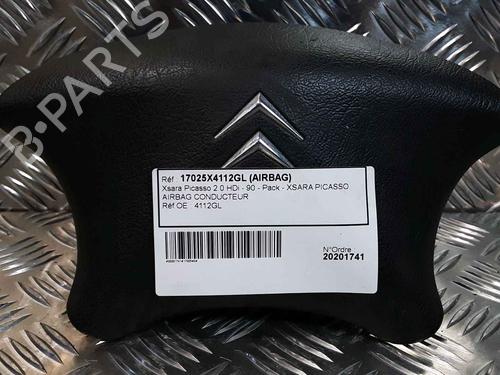 B-PARTS
Réf : 17025X4112GL (AIRBAG)
Xsara Picasso 2.0 HDi - 90 - Pack - XSARA PICASSO
AIRBAG CONDUCTEUR
Réf OE : 4112GL
N°Ordre :
20201741